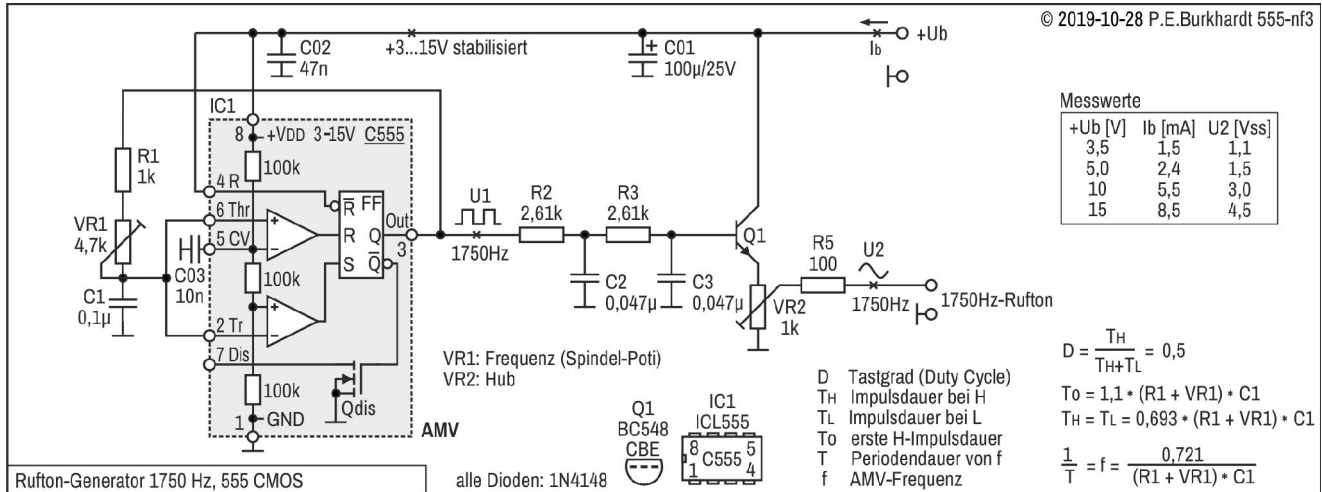 © 2019-10-28 P.E.Burkhardt 555-nf3
C02
47n
+3...15V stabilisiert
C01
100µ/25V
+
Ib
+Ub
Messwerte
+Ub [V] Ib [mA] U2 [Vss]
3,5 1,5 1,1
5,0 2,4 1,5
10 5,5 3,0
15 8,5 4,5
IC1
8 +VDD 3-15V C555
100k
R1
1k
4 R
6 Thr
5 CV
VR1
4,7k
C03
10n
C1
0,1µ
2 Tr
7 Dis
+
−
100k
+
−
100k
R FF
R Q
S Q
Out
3
Qdis
1 GND
AMV
U1
1750Hz
R2
2,61k
R3
2,61k
C2
0,047µ
C3
0,047µ
Q1
R5
100
U2
1750Hz
VR2
1k
1750Hz-Rufton
VR1: Frequenz (Spindel-Poti)
VR2: Hub
Q1
BC548
CBE
IC1
ICL555
8 5
C555
1 4
D Tastgrad (Duty Cycle)
TH Impulsdauer bei H
TL Impulsdauer bei L
To erste H-Impulsdauer
T Periodendauer von f
f AMV-Frequenz
D = TH / TH+TL = 0,5
To = 1,1 * (R1 + VR1) * C1
TH = TL = 0,693 * (R1 + VR1) * C1
1 / T = f = 0,721 / (R1 + VR1) * C1
Rufton-Generator 1750 Hz, 555 CMOS
alle Dioden: 1N4148